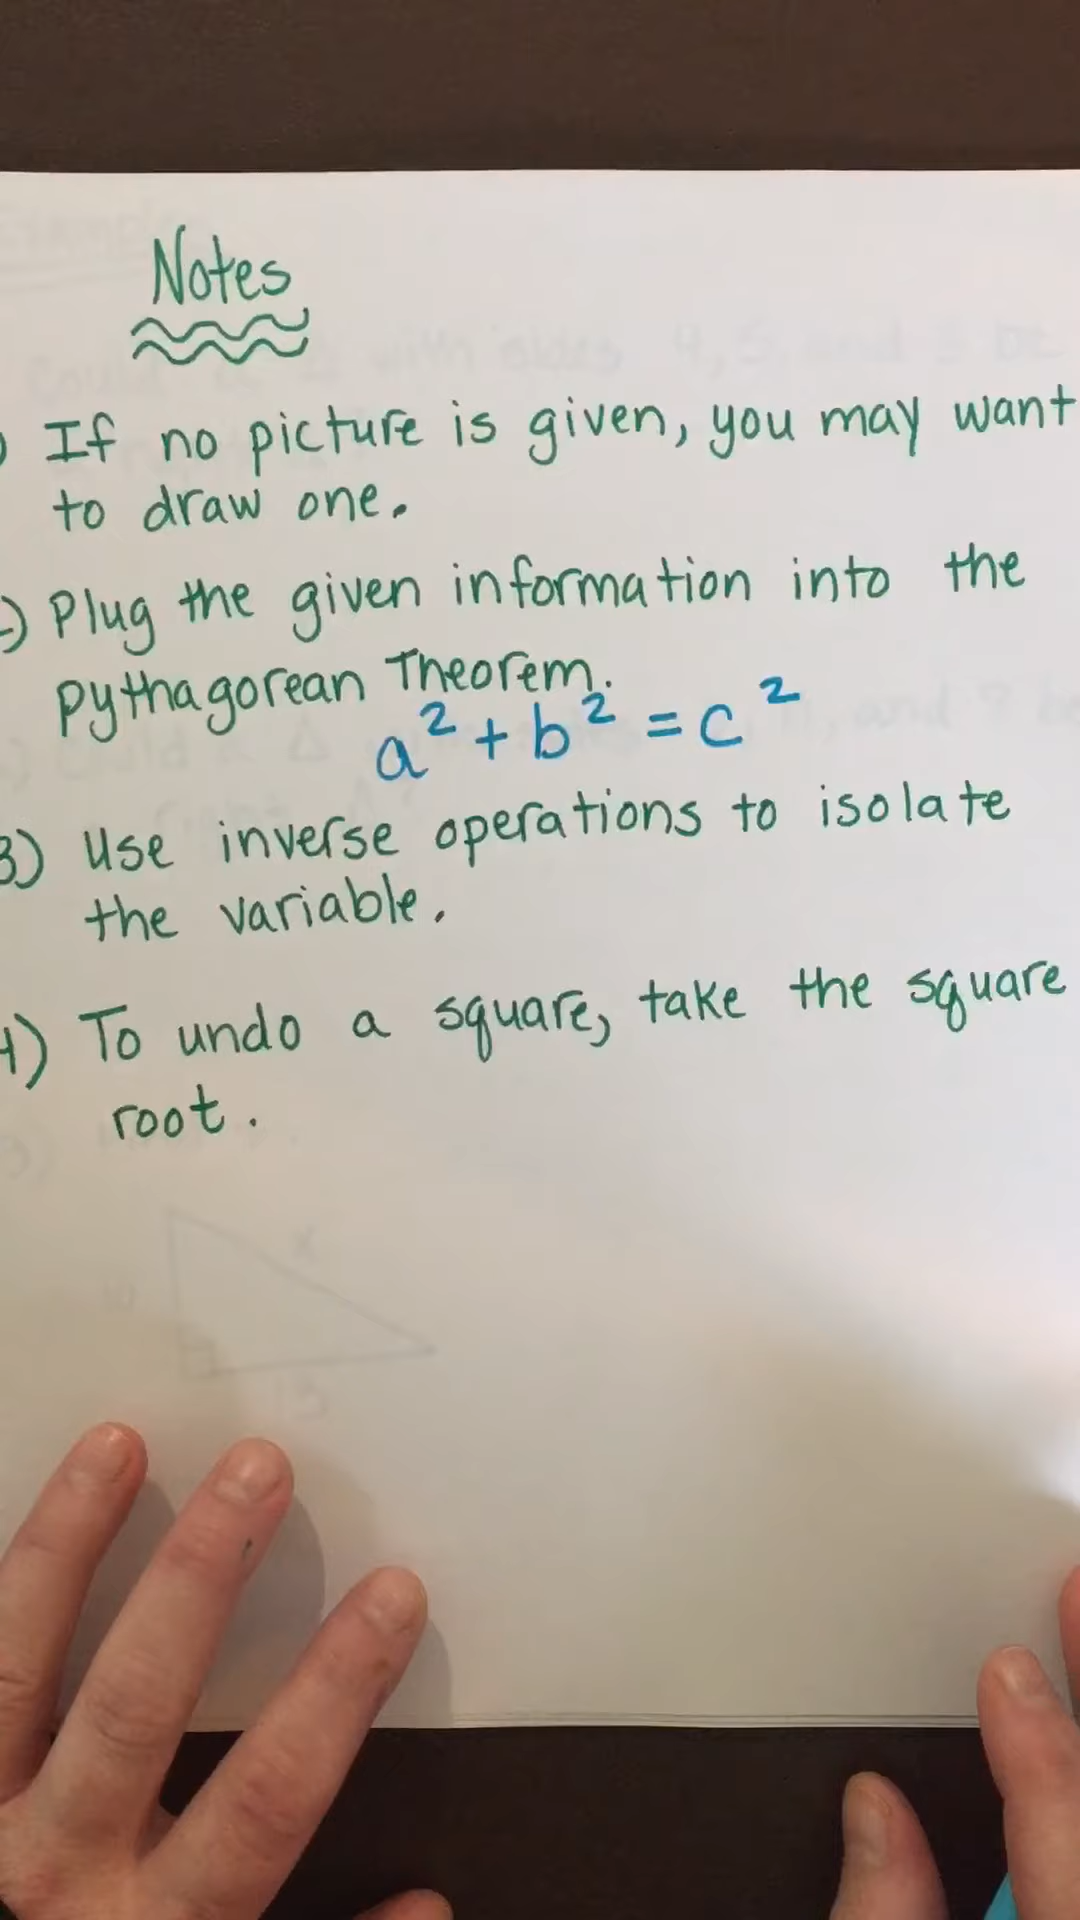 Notes
) If no picture is given, you may want
to draw one.
) Plug the given information into the
pythagorean Theorem.
a² + b² = c²
3) Use inverse operations to isolate
the variable.
4) To undo a square, take the square
root.